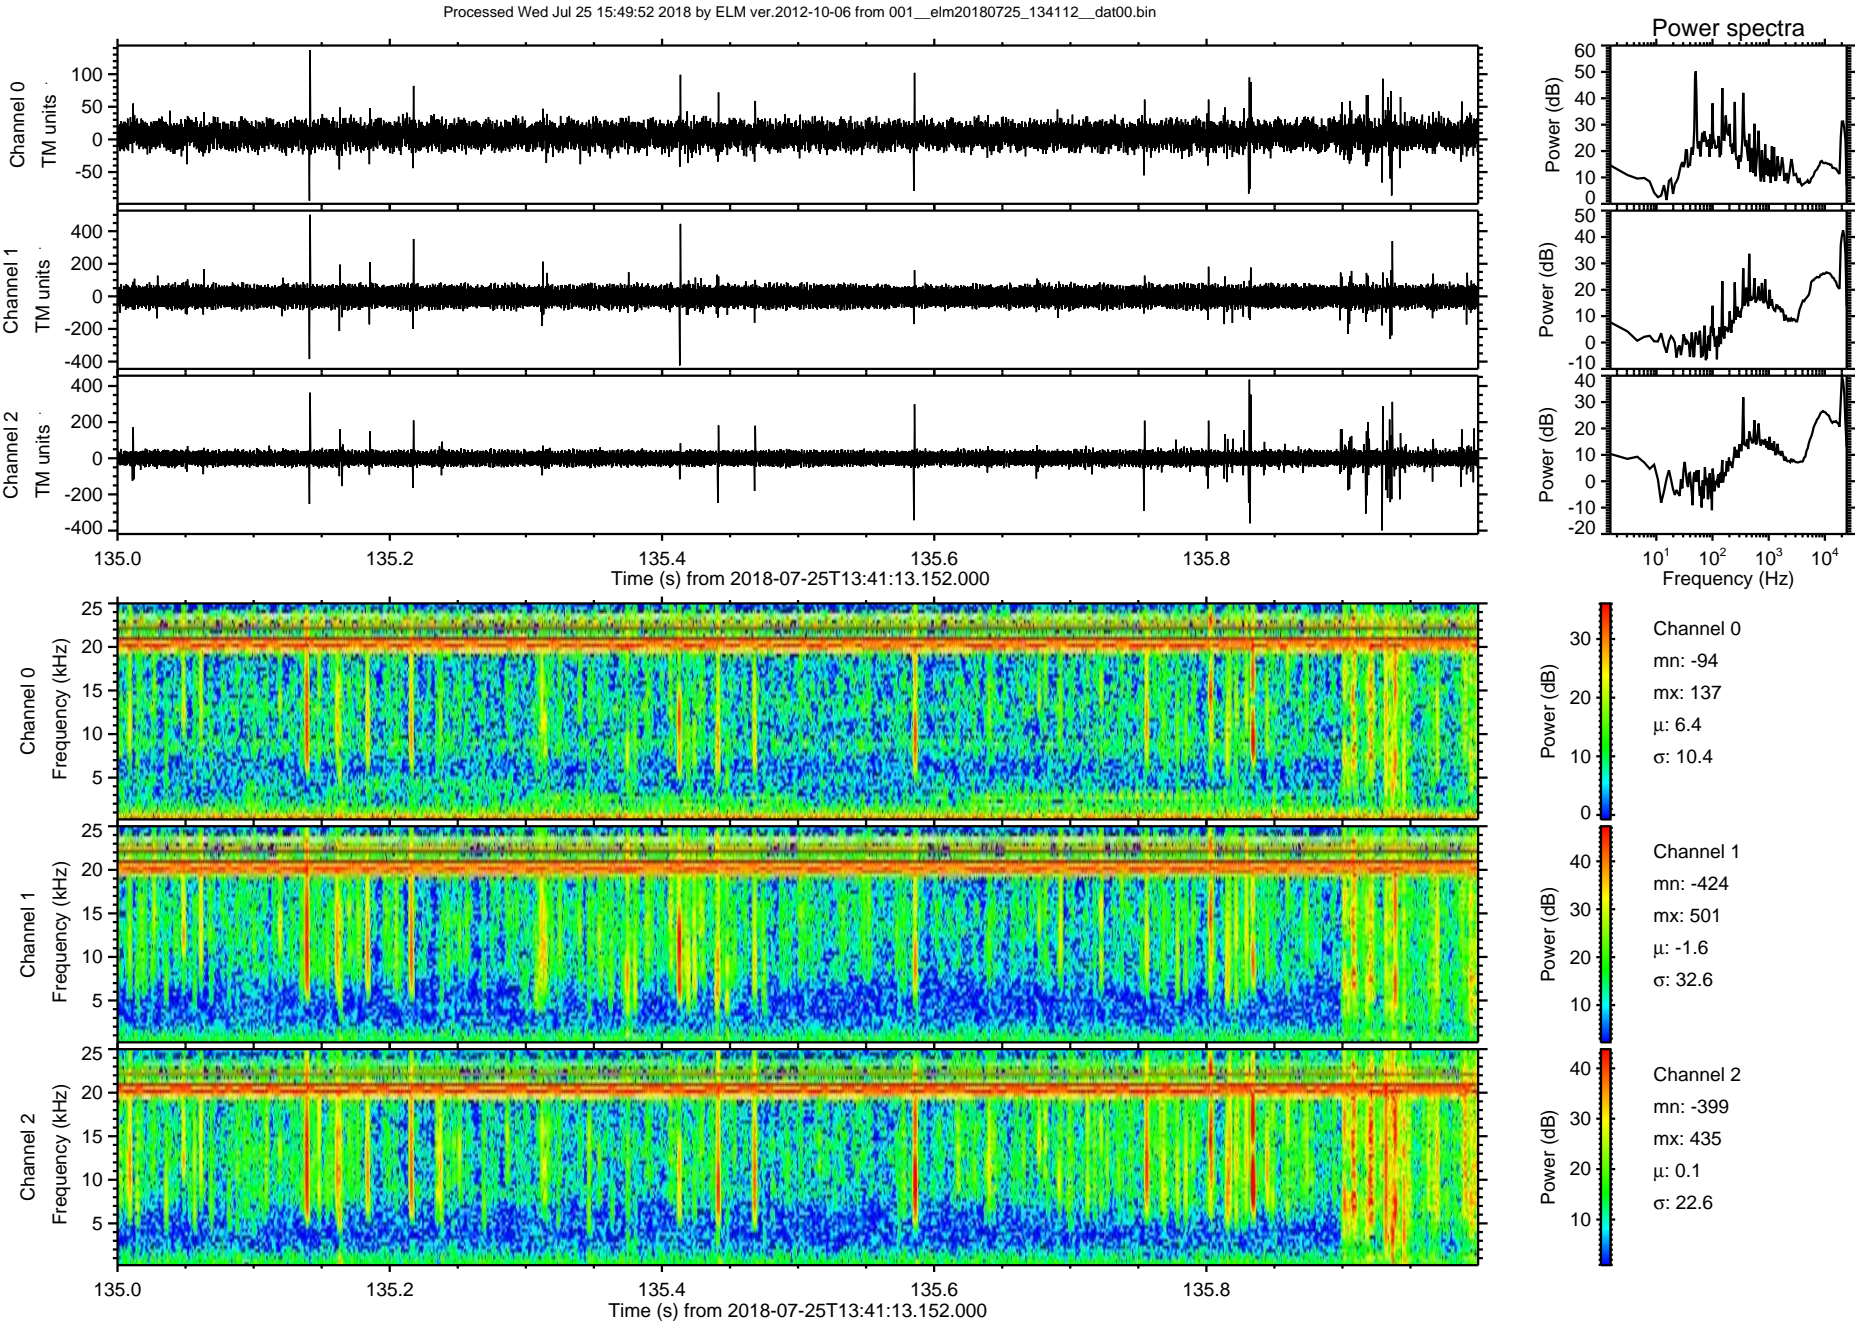 Processed Wed Jul 25 15:49:52 2018 by ELM ver.2012-10-06 from 001__elm20180725_134112__dat00.bin
Power spectra
Channel 0
TM units
100
50
0
-50
Power (dB)
60
50
40
30
20
10
0
Channel 1
TM units
400
200
0
-200
-400
Power (dB)
50
40
30
20
10
0
-10
Channel 2
TM units
400
200
0
-200
-400
Power (dB)
40
30
20
10
0
-10
-20
135.0 135.2 135.4 135.6 135.8
Time (s) from 2018-07-25T13:41:13.152.000
10¹ 10² 10³ 10⁴
Frequency (Hz)
Channel 0
Frequency (kHz)
25
20
15
10
5
Power (dB)
30
20
10
0
Channel 0
mn: -94
mx: 137
μ: 6.4
σ: 10.4
Channel 1
Frequency (kHz)
25
20
15
10
5
Power (dB)
40
30
20
10
Channel 1
mn: -424
mx: 501
μ: -1.6
σ: 32.6
Channel 2
Frequency (kHz)
25
20
15
10
5
Power (dB)
40
30
20
10
Channel 2
mn: -399
mx: 435
μ: 0.1
σ: 22.6
135.0 135.2 135.4 135.6 135.8
Time (s) from 2018-07-25T13:41:13.152.000